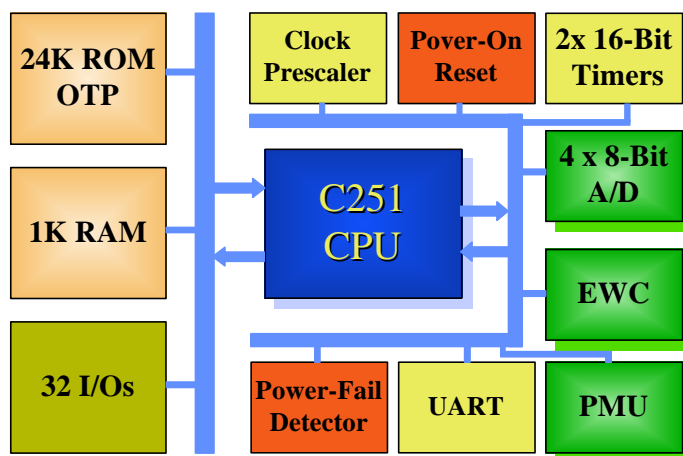 24K ROM
OTP
Clock
Prescaler
Pover-On
Reset
2x 16-Bit
Timers
1K RAM
C251
CPU
4 x 8-Bit
A/D
EWC
32 I/Os
Power-Fail
Detector
UART
PMU